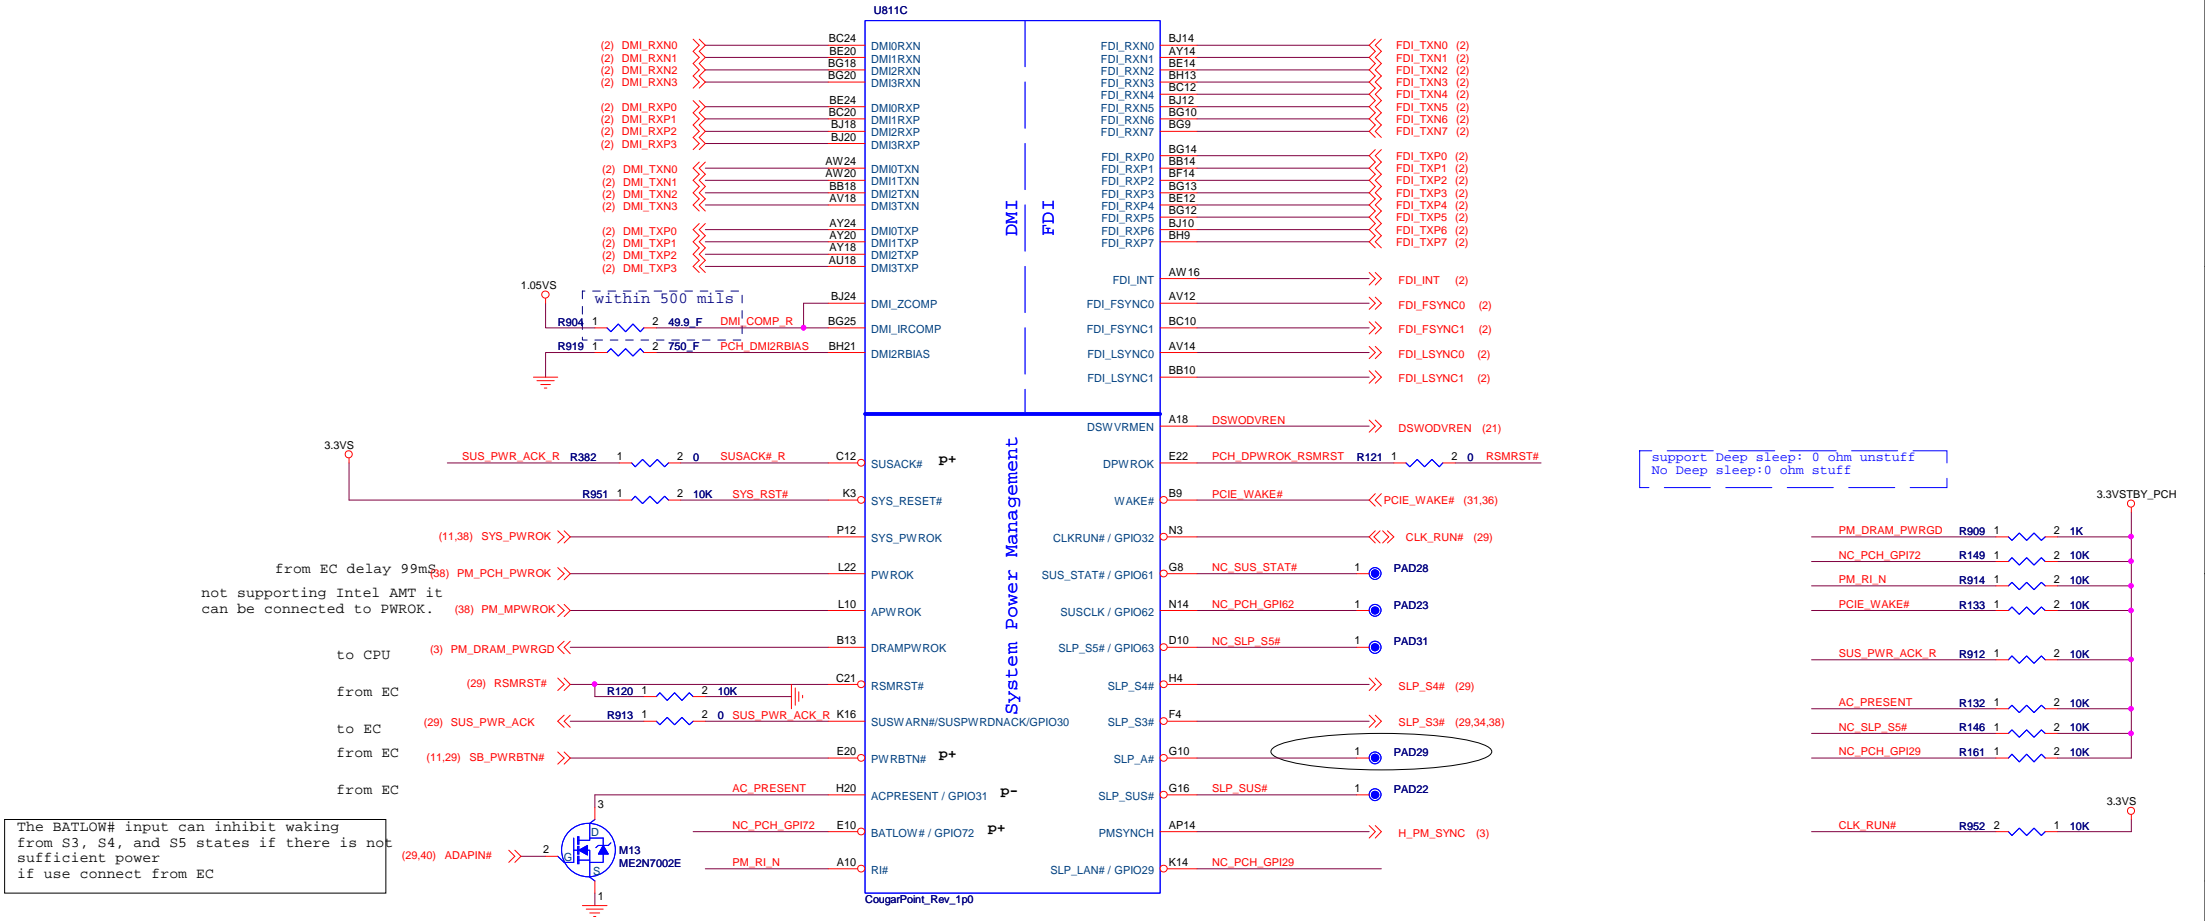 U811C
(2) DMI_RXN0 BC24 DMI0RXN FDI_RXN0 BJ14 FDI_TXN0 (2)
(2) DMI_RXN1 BE20 DMI1RXN FDI_RXN1 AY14 FDI_TXN1 (2)
(2) DMI_RXN2 BG18 DMI2RXN FDI_RXN2 BE14 FDI_TXN2 (2)
(2) DMI_RXN3 BG20 DMI3RXN FDI_RXN3 BH13 FDI_TXN3 (2)
FDI_RXN4 BC12 FDI_TXN4 (2)
(2) DMI_RXP0 BE24 DMI0RXP FDI_RXN5 BJ12 FDI_TXN5 (2)
(2) DMI_RXP1 BC20 DMI1RXP FDI_RXN6 BG10 FDI_TXN6 (2)
(2) DMI_RXP2 BJ18 DMI2RXP FDI_RXN7 BG9 FDI_TXN7 (2)
(2) DMI_RXP3 BJ20 DMI3RXP
FDI_RXP0 BG14 FDI_TXP0 (2)
(2) DMI_TXN0 AW24 DMI0TXN FDI_RXP1 BB14 FDI_TXP1 (2)
(2) DMI_TXN1 AW20 DMI1TXN FDI_RXP2 BF14 FDI_TXP2 (2)
(2) DMI_TXN2 BB18 DMI2TXN FDI_RXP3 BG13 FDI_TXP3 (2)
(2) DMI_TXN3 AV18 DMI3TXN FDI_RXP4 BE12 FDI_TXP4 (2)
FDI_RXP5 BG12 FDI_TXP5 (2)
(2) DMI_TXP0 AY24 DMI0TXP FDI_RXP6 BJ10 FDI_TXP6 (2)
(2) DMI_TXP1 AY20 DMI1TXP FDI_RXP7 BH9 FDI_TXP7 (2)
(2) DMI_TXP2 AY18 DMI2TXP
(2) DMI_TXP3 AU18 DMI3TXP
DMI
FDI
FDI_INT AW16 FDI_INT (2)
1.05VS
within 500 mils
BJ24 DMI_ZCOMP FDI_FSYNC0 AV12 FDI_FSYNC0 (2)
R904 1 2 49.9_F DMI_COMP_R BG25 DMI_IRCOMP FDI_FSYNC1 BC10 FDI_FSYNC1 (2)
R919 1 2 750_F PCH_DMI2RBIAS BH21 DMI2RBIAS FDI_LSYNC0 AV14 FDI_LSYNC0 (2)
FDI_LSYNC1 BB10 FDI_LSYNC1 (2)
DSWVRMEN A18 DSWODVREN DSWODVREN (21)
System Power Management
3.3VS
SUS_PWR_ACK_R R382 1 2 0 SUSACK#_R C12 SUSACK# p+ DPWROK E22 PCH_DPWROK_RSMRST R121 1 2 0 RSMRST#
support Deep sleep: 0 ohm unstuff
No Deep sleep:0 ohm stuff
R951 1 2 10K SYS_RST# K3 SYS_RESET# WAKE# B9 PCIE_WAKE# PCIE_WAKE# (31,36)
3.3VSTBY_PCH
(11,38) SYS_PWROK P12 SYS_PWROK CLKRUN# / GPIO32 N3 CLK_RUN# (29)
PM_DRAM_PWRGD R909 1 2 1K
NC_PCH_GPI72 R149 1 2 10K
from EC delay 99mS
(38) PM_PCH_PWROK L22 PWROK SUS_STAT# / GPIO61 G8 NC_SUS_STAT# 1 PAD28
PM_RI_N R914 1 2 10K
not supporting Intel AMT it
can be connected to PWROK.
(38) PM_MPWROK L10 APWROK SUSCLK / GPIO62 N14 NC_PCH_GPI62 1 PAD23
PCIE_WAKE# R133 1 2 10K
to CPU
(3) PM_DRAM_PWRGD B13 DRAMPWROK SLP_S5# / GPIO63 D10 NC_SLP_S5# 1 PAD31
SUS_PWR_ACK_R R912 1 2 10K
from EC
(29) RSMRST# R120 1 2 10K C21 RSMRST# SLP_S4# H4 SLP_S4# (29)
AC_PRESENT R132 1 2 10K
to EC
(29) SUS_PWR_ACK R913 1 2 0 SUS_PWR_ACK_R K16 SUSWARN#/SUSPWRDNACK/GPIO30 SLP_S3# F4 SLP_S3# (29,34,38)
NC_SLP_S5# R146 1 2 10K
from EC
(11,29) SB_PWRBTN# E20 PWRBTN# p+ SLP_A# G10 1 PAD29
NC_PCH_GPI29 R161 1 2 10K
from EC
AC_PRESENT H20 ACPRESENT / GPIO31 p- SLP_SUS# G16 SLP_SUS# 1 PAD22
3.3VS
3
NC_PCH_GPI72 E10 BATLOW# / GPIO72 p+ PMSYNCH AP14 H_PM_SYNC (3)
CLK_RUN# R952 2 1 10K
The BATLOW# input can inhibit waking
from S3, S4, and S5 states if there is not
sufficient power
if use connect from EC
(29,40) ADAPIN# 2 G D S M13
ME2N7002E
PM_RI_N A10 RI# SLP_LAN# / GPIO29 K14 NC_PCH_GPI29
1
CougarPoint_Rev_1p0